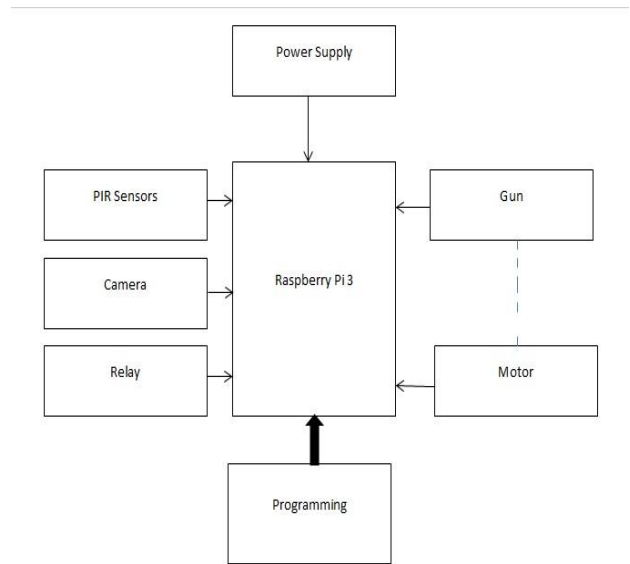 Power Supply
PIR Sensors
Gun
Camera
Raspberry Pi 3
Relay
Motor
Programming